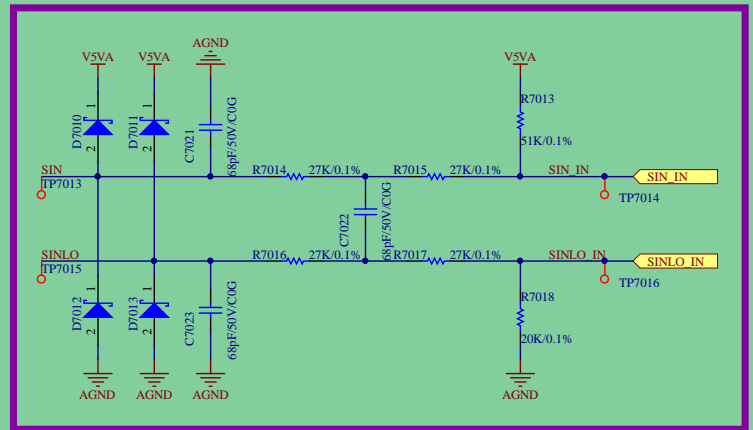 AGND
V5VA
V5VA
V5VA
1
1
D7010
D7011
2
2
C7021
68pF/50V/C0G
R7013
51K/0.1%
SIN
TP7013
R7014
27K/0.1%
R7015
27K/0.1%
SIN_IN
SIN_IN
TP7014
C7022
68pF/50V/C0G
SINLO
TP7015
R7016
27K/0.1%
R7017
27K/0.1%
SINLO_IN
SINLO_IN
TP7016
1
1
D7012
D7013
2
2
C7023
68pF/50V/C0G
R7018
20K/0.1%
AGND
AGND
AGND
AGND